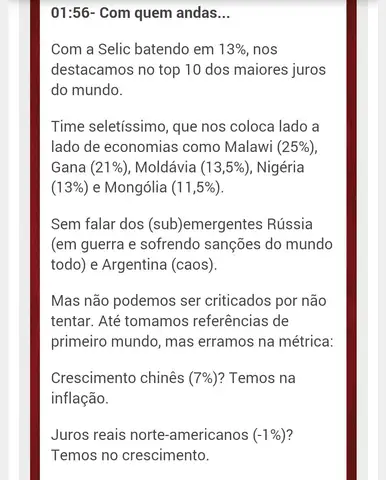 01:56- Com quem andas...
Com a Selic batendo em 13%, nos
destacamos no top 10 dos maiores juros
do mundo.
Time seletíssimo, que nos coloca lado a
lado de economias como Malawi (25%),
Gana (21%), Moldávia (13,5%), Nigéria
(13%) e Mongólia (11,5%).
Sem falar dos (sub)emergentes Rússia
(em guerra e sofrendo sanções do mundo
todo) e Argentina (caos).
Mas não podemos ser criticados por não
tentar. Até tomamos referências de
primeiro mundo, mas erramos na métrica:
Crescimento chinês (7%)? Temos na
inflação.
Juros reais norte-americanos (-1%)?
Temos no crescimento.